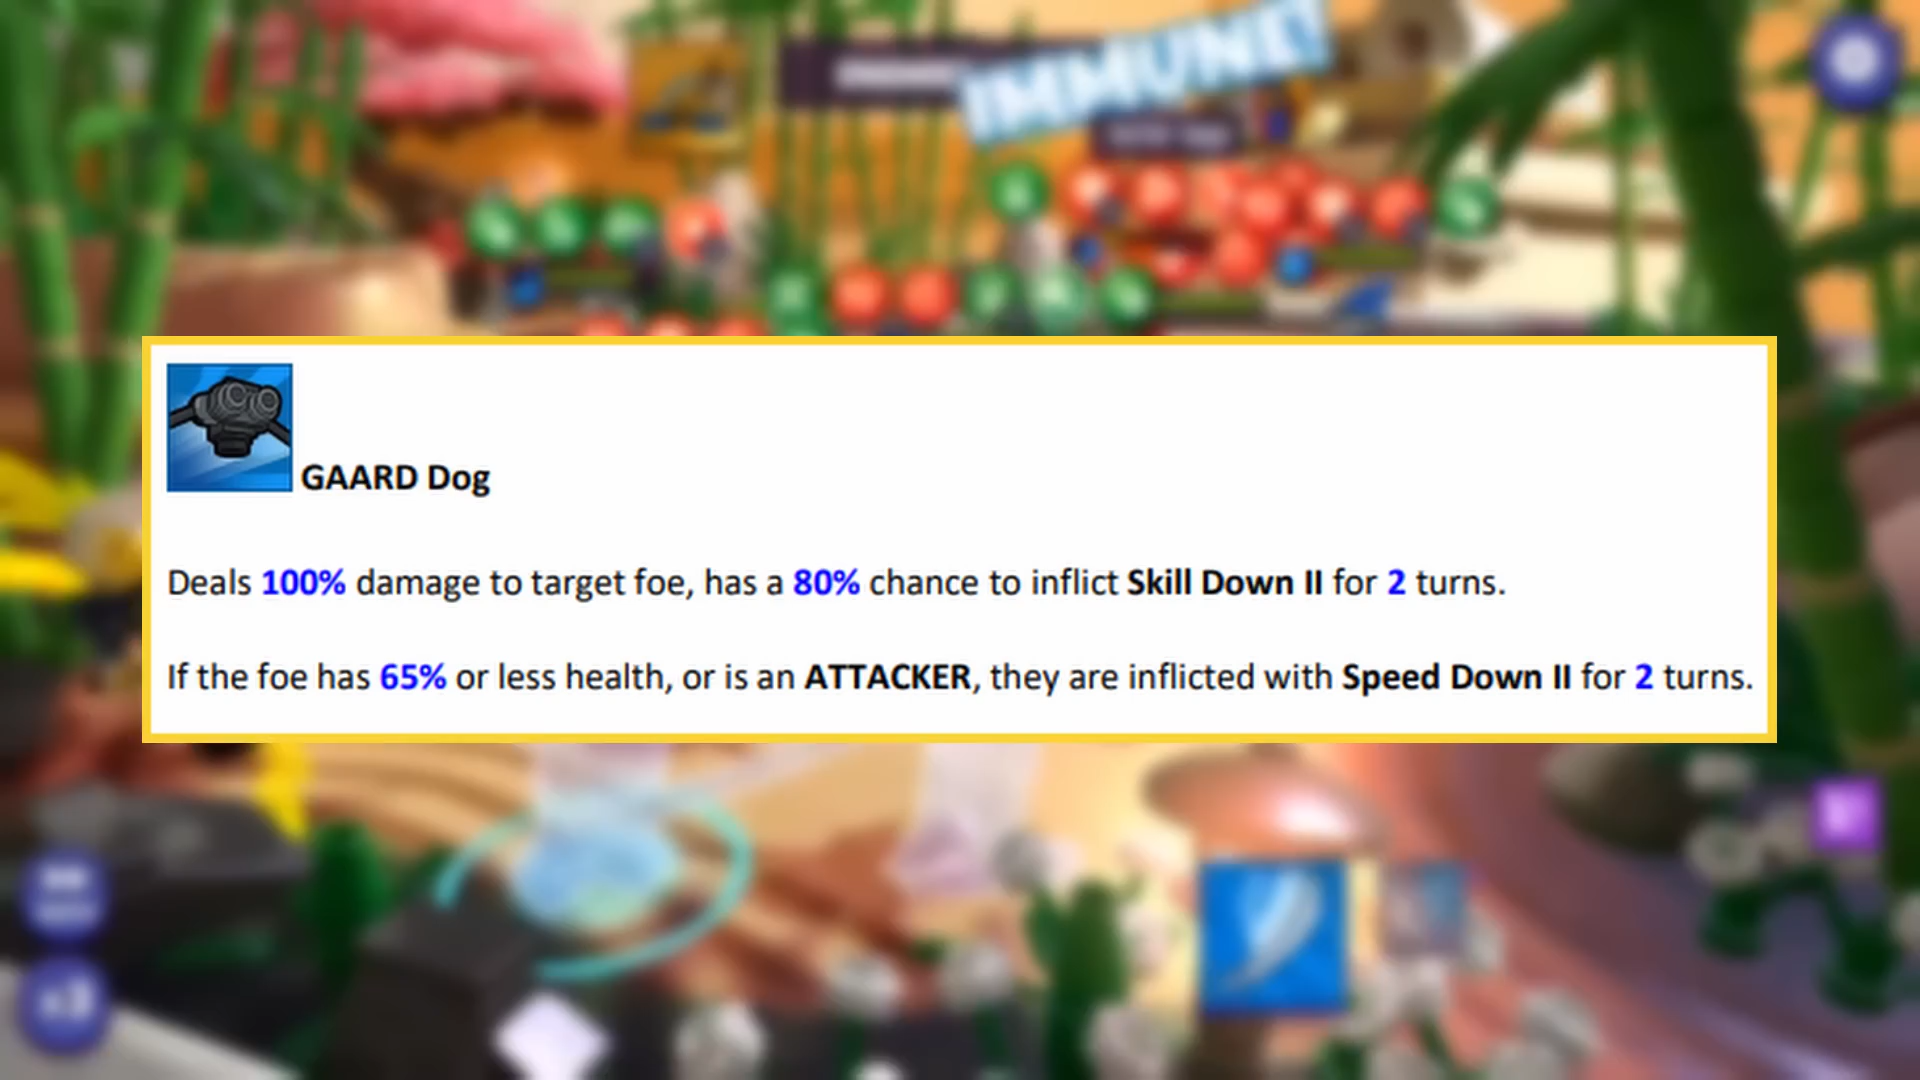 IMMUNE!
GAARD Dog
Deals 100% damage to target foe, has a 80% chance to inflict Skill Down II for 2 turns.
If the foe has 65% or less health, or is an ATTACKER, they are inflicted with Speed Down II for 2 turns.
x3